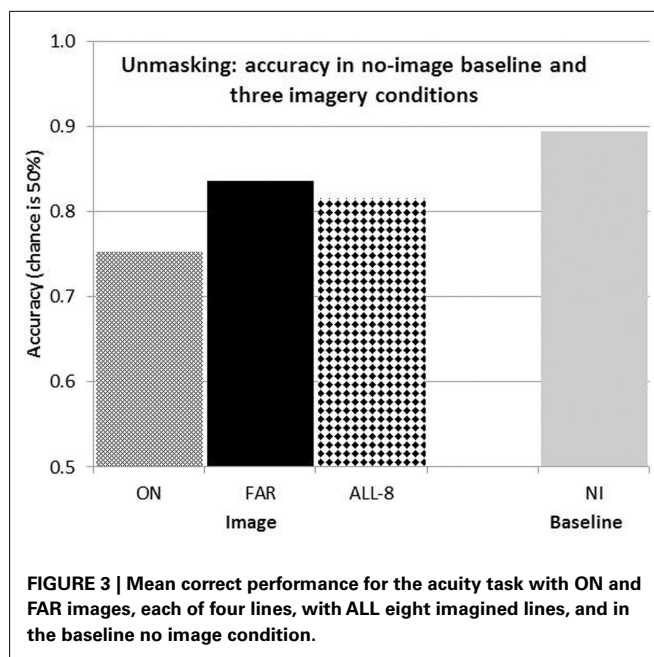 Unmasking: accuracy in no-image baseline and
three imagery conditions
Accuracy (chance is 50%)
1.0
0.9
0.8
0.7
0.6
0.5
ON FAR ALL-8 NI
Image Baseline
FIGURE 3 | Mean correct performance for the acuity task with ON and
FAR images, each of four lines, with ALL eight imagined lines, and in
the baseline no image condition.